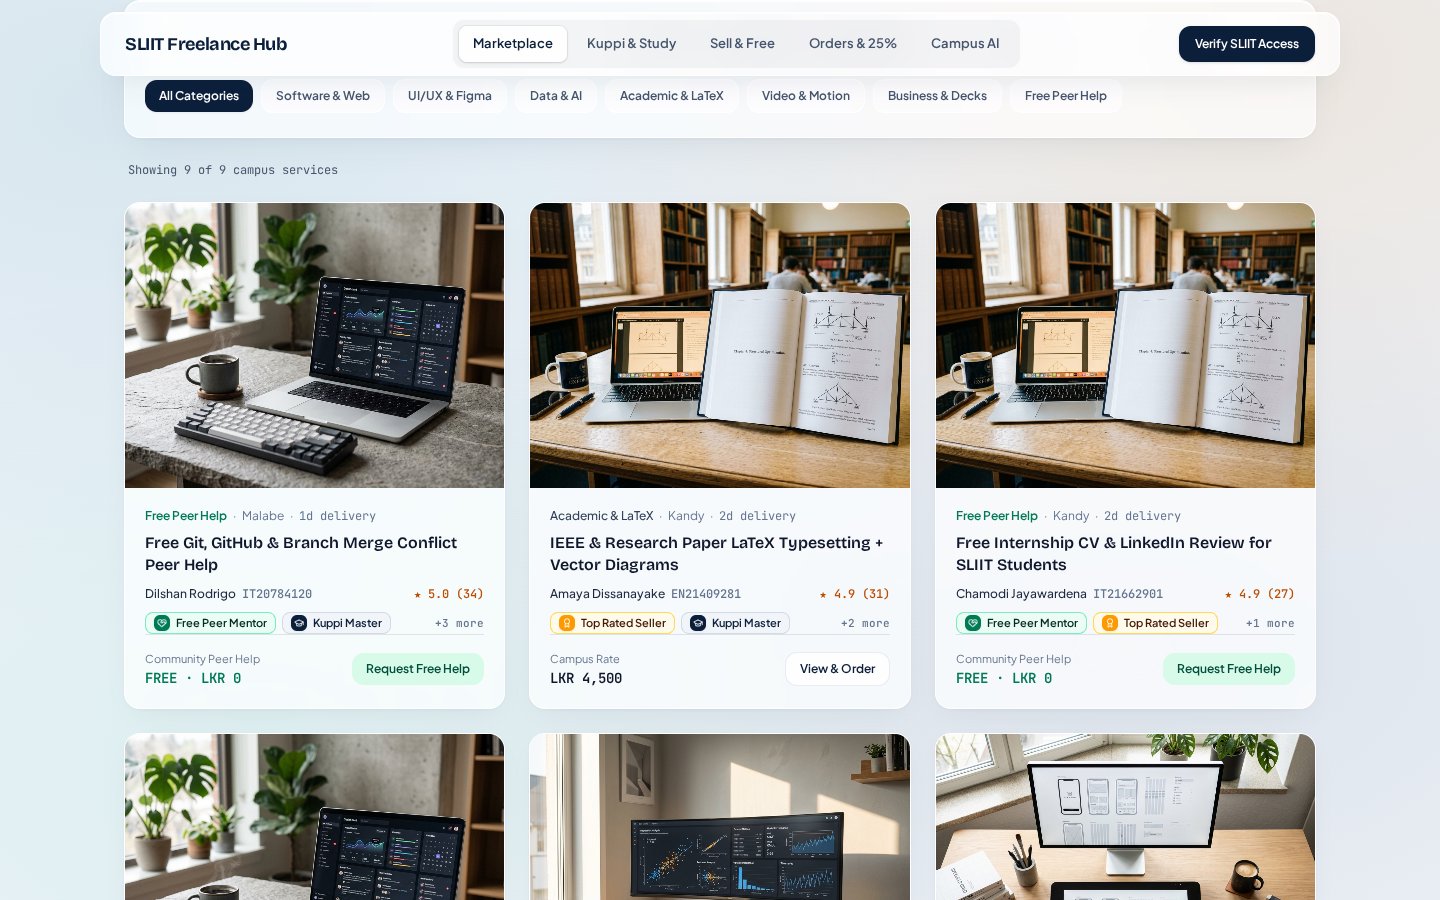 SLIIT Freelance Hub
Marketplace
Kuppi & Study
Sell & Free
Orders & 25%
Campus AI
Verify SLIIT Access
All Categories
Software & Web
UI/UX & Figma
Data & AI
Academic & LaTeX
Video & Motion
Business & Decks
Free Peer Help
Showing 9 of 9 campus services
Free Peer Help · Malabe · 1d delivery
Free Git, GitHub & Branch Merge Conflict
Peer Help
Dilshan Rodrigo IT20784120 ★ 5.0 (34)
Free Peer Mentor Kuppi Master +3 more
Community Peer Help
FREE · LKR 0
Request Free Help
Academic & LaTeX · Kandy · 2d delivery
IEEE & Research Paper LaTeX Typesetting +
Vector Diagrams
Amaya Dissanayake EN21409281 ★ 4.9 (31)
Top Rated Seller Kuppi Master +2 more
Campus Rate
LKR 4,500
View & Order
Free Peer Help · Kandy · 2d delivery
Free Internship CV & LinkedIn Review for
SLIIT Students
Chamodi Jayawardena IT21662901 ★ 4.9 (27)
Free Peer Mentor Top Rated Seller +1 more
Community Peer Help
FREE · LKR 0
Request Free Help